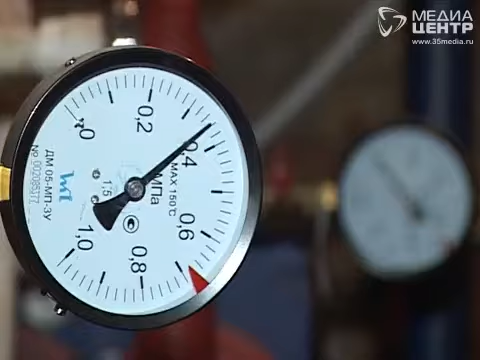 МЕДИА
ЦЕНТР
www.35media.ru
0
0,2
0,4
0,6
0,8
1,0
МПа
MAX 150°C
1,5
ДМ 05-МП-3У